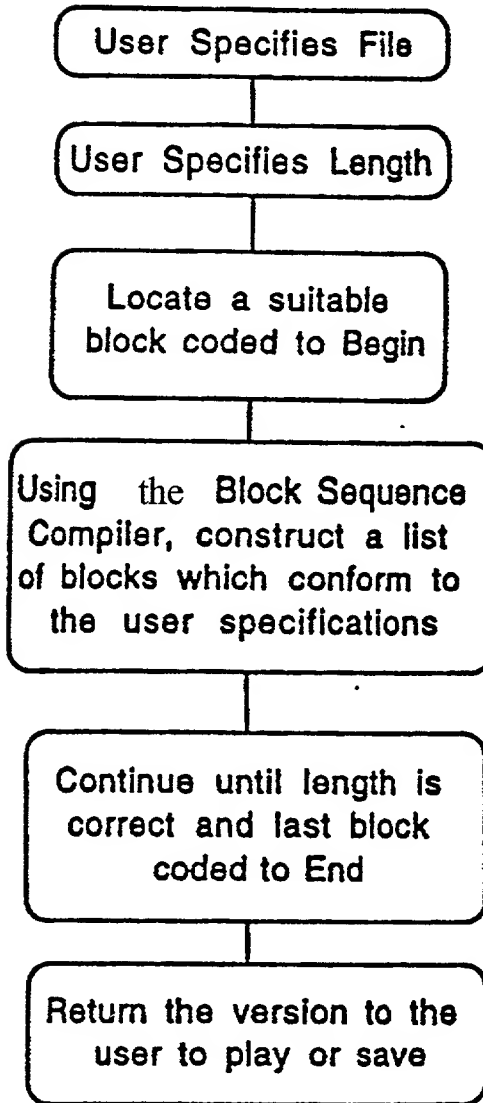 User Specifies File
User Specifies Length
Locate a suitable
block coded to Begin
Using the Block Sequence
Compiler, construct a list
of blocks which conform to
the user specifications
Continue until length is
correct and last block
coded to End
Return the version to the
user to play or save